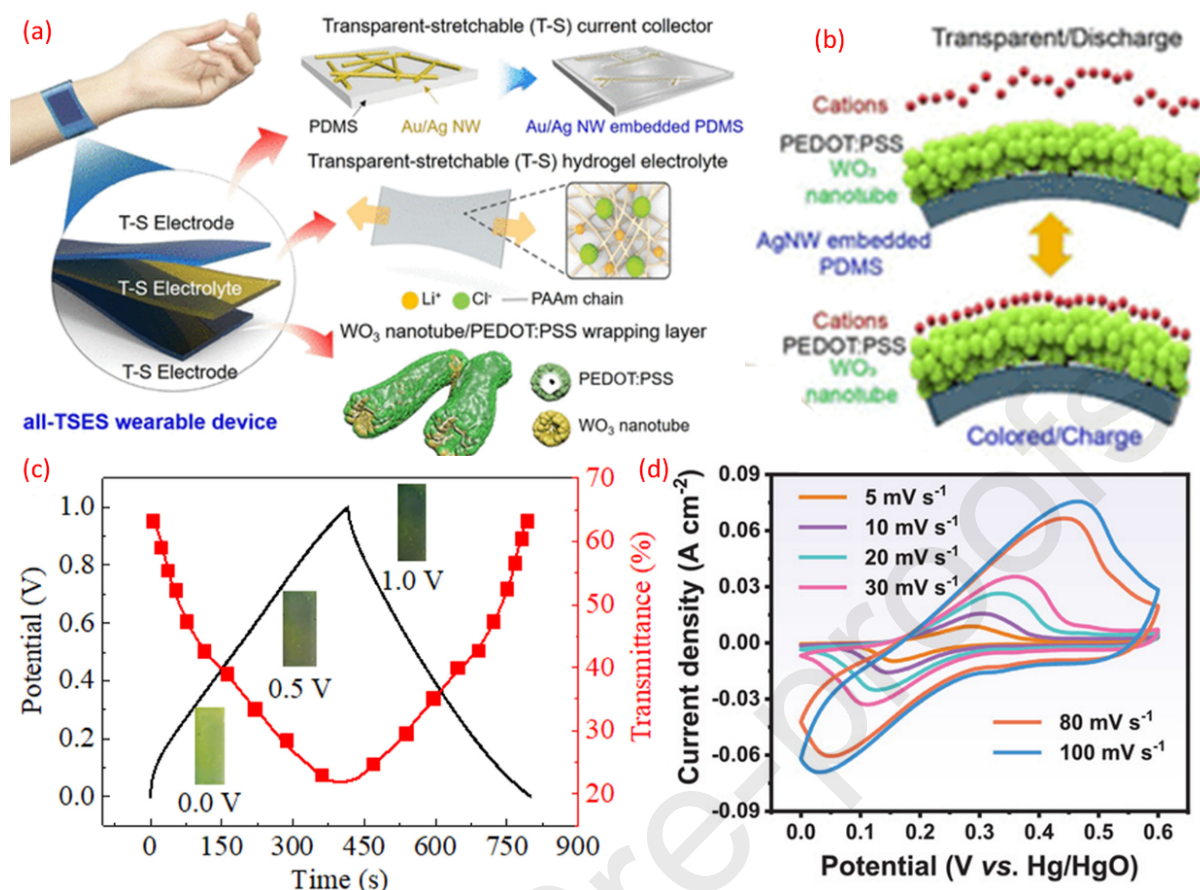 (a)
Transparent-stretchable (T-S) current collector
PDMS
Au/Ag NW
Au/Ag NW embedded PDMS
Transparent-stretchable (T-S) hydrogel electrolyte
T-S Electrode
T-S Electrolyte
T-S Electrode
Li⁺
Cl⁻
PAAm chain
WO₃ nanotube/PEDOT:PSS wrapping layer
PEDOT:PSS
WO₃ nanotube
all-TSES wearable device
(b)
Transparent/Discharge
Cations
PEDOT:PSS
WO₃
nanotube
AgNW embedded
PDMS
Cations
PEDOT:PSS
WO₃
nanotube
Colored/Charge
(c)
Potential (V)
1.0
0.8
0.6
0.4
0.2
0.0
1.0 V
0.5 V
0.0 V
70
60
50
40
30
20
Transmittance (%)
0 150 300 450 600 750 900
Time (s)
(d)
Current density (A cm⁻²)
0.09
0.06
0.03
0.00
-0.03
-0.06
-0.09
5 mV s⁻¹
10 mV s⁻¹
20 mV s⁻¹
30 mV s⁻¹
80 mV s⁻¹
100 mV s⁻¹
0.0 0.1 0.2 0.3 0.4 0.5 0.6
Potential (V vs. Hg/HgO)
re-proofs